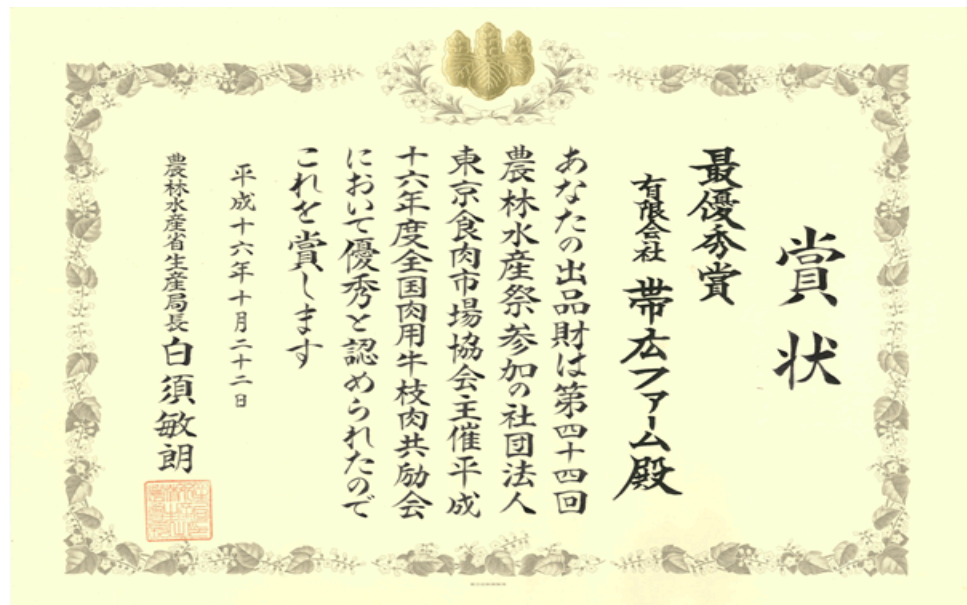 賞状
最優秀賞
有限会社 帯広ファーム殿
あなたの出品財は第四十四回
農林水産祭参加の社団法人
東京食肉市場協会主催平成
十六年度全国肉用牛枝肉共励会
において優秀と認められたので
これを賞します
平成十六年十月二十二日
農林水産省生産局長 白須敏朗